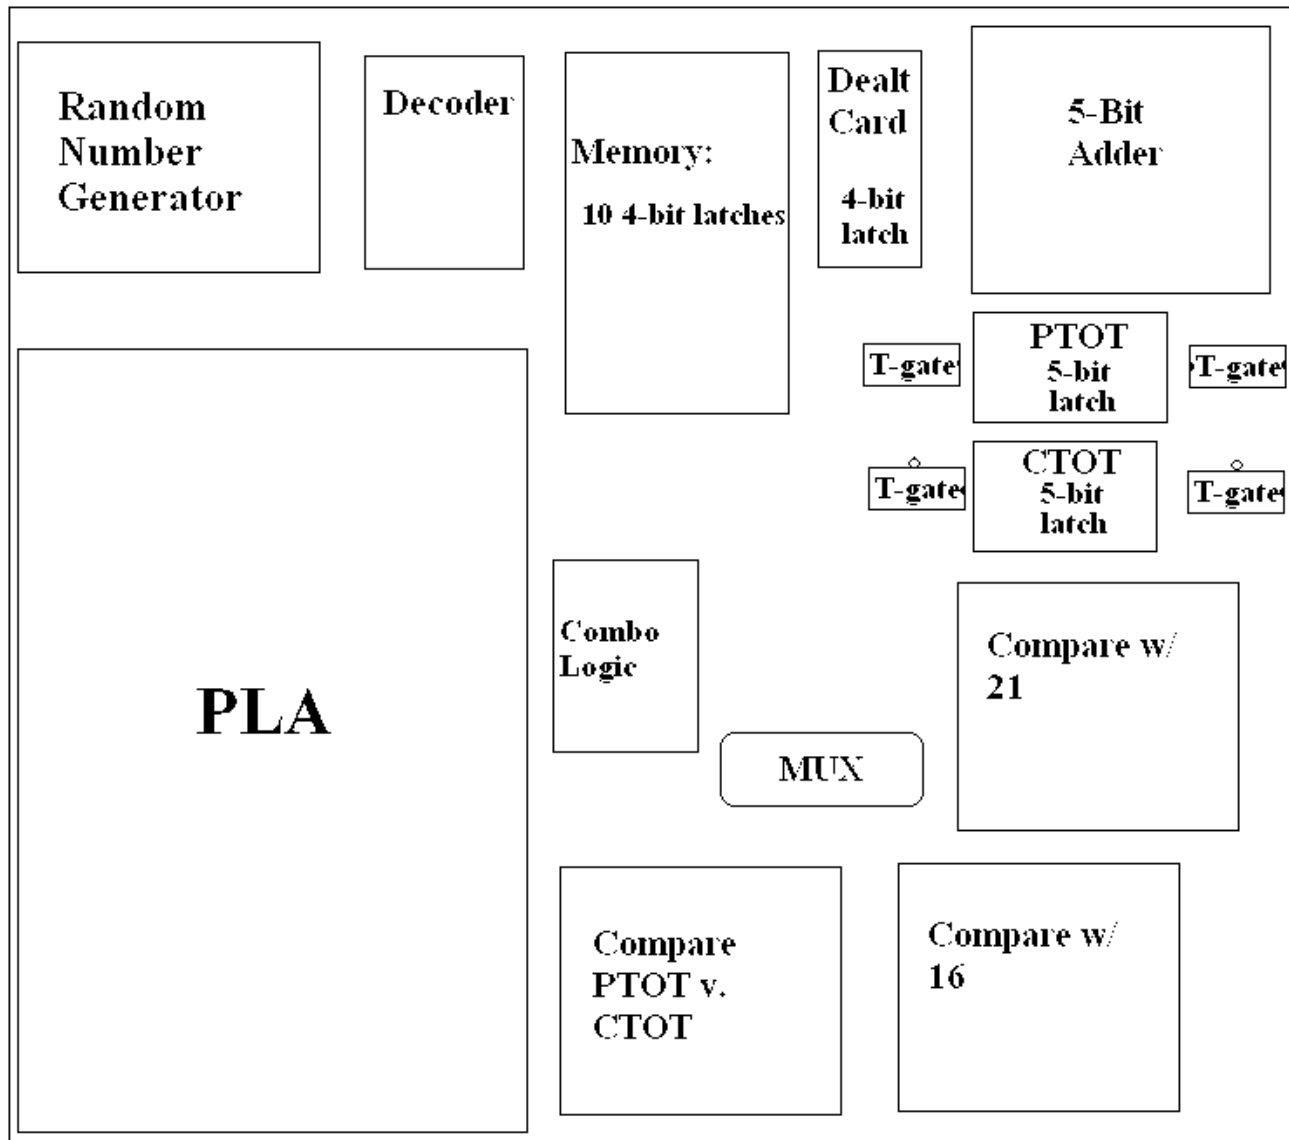 Random
Number
Generator
Decoder
Memory:
10 4-bit latches
Dealt
Card
4-bit
latch
5-Bit
Adder
T-gate
PTOT
5-bit
latch
T-gate
T-gate
CTOT
5-bit
latch
T-gate
PLA
Combo
Logic
MUX
Compare w/
21
Compare
PTOT v.
CTOT
Compare w/
16